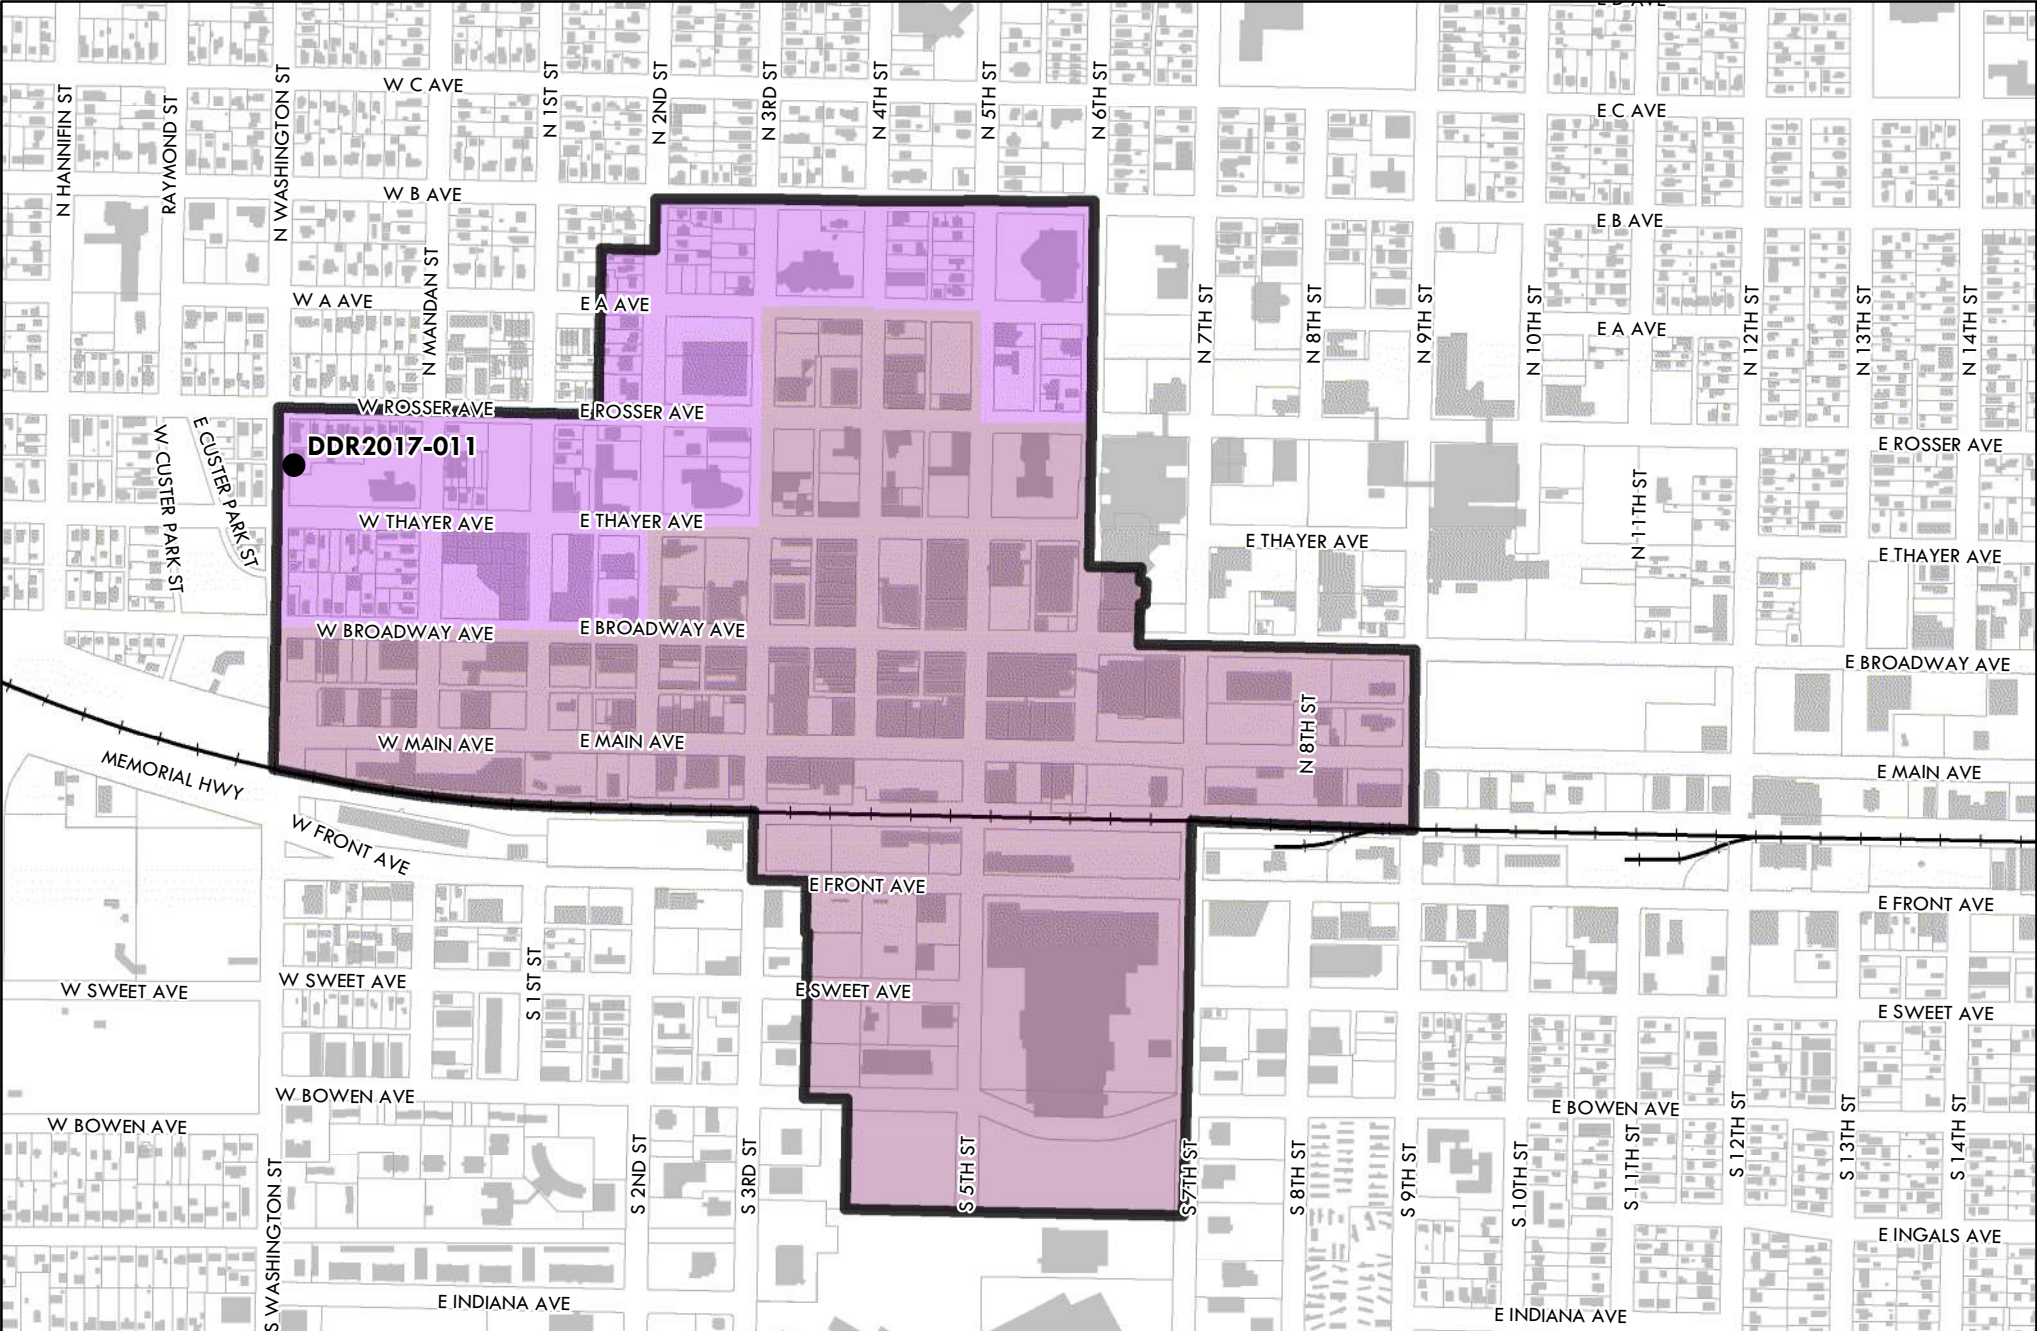 E D AVE
W C AVE
E C AVE
N HANNIFIN ST
RAYMOND ST
N WASHINGTON ST
N 1ST ST
N 2ND ST
N 3RD ST
N 4TH ST
N 5TH ST
N 6TH ST
W B AVE
E B AVE
N MANDAN ST
W A AVE
E A AVE
N 7TH ST
N 8TH ST
N 9TH ST
N 10TH ST
E A AVE
N 12TH ST
N 13TH ST
N 14TH ST
W ROSSER AVE
E ROSSER AVE
E ROSSER AVE
DDR2017-011
W CUSTER PARK ST
E CUSTER PARK ST
W THAYER AVE
E THAYER AVE
E THAYER AVE
N 11TH ST
E THAYER AVE
W BROADWAY AVE
E BROADWAY AVE
E BROADWAY AVE
N 8TH ST
W MAIN AVE
E MAIN AVE
E MAIN AVE
MEMORIAL HWY
W FRONT AVE
E FRONT AVE
E FRONT AVE
S 1ST ST
W SWEET AVE
W SWEET AVE
E SWEET AVE
E SWEET AVE
W BOWEN AVE
W BOWEN AVE
E BOWEN AVE
S WASHINGTON ST
S 2ND ST
S 3RD ST
S 5TH ST
S 7TH ST
S 8TH ST
S 9TH ST
S 10TH ST
S 11TH ST
S 12TH ST
S 13TH ST
S 14TH ST
E INGALS AVE
E INDIANA AVE
E INDIANA AVE